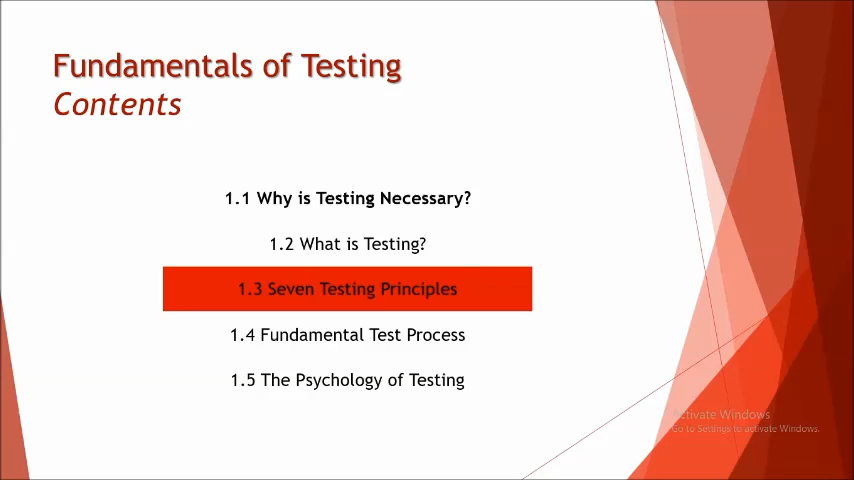 Fundamentals of Testing
Contents
1.1 Why is Testing Necessary?
1.2 What is Testing?
1.3 Seven Testing Principles
1.4 Fundamental Test Process
1.5 The Psychology of Testing
Activate Windows
Go to Settings to activate Windows.